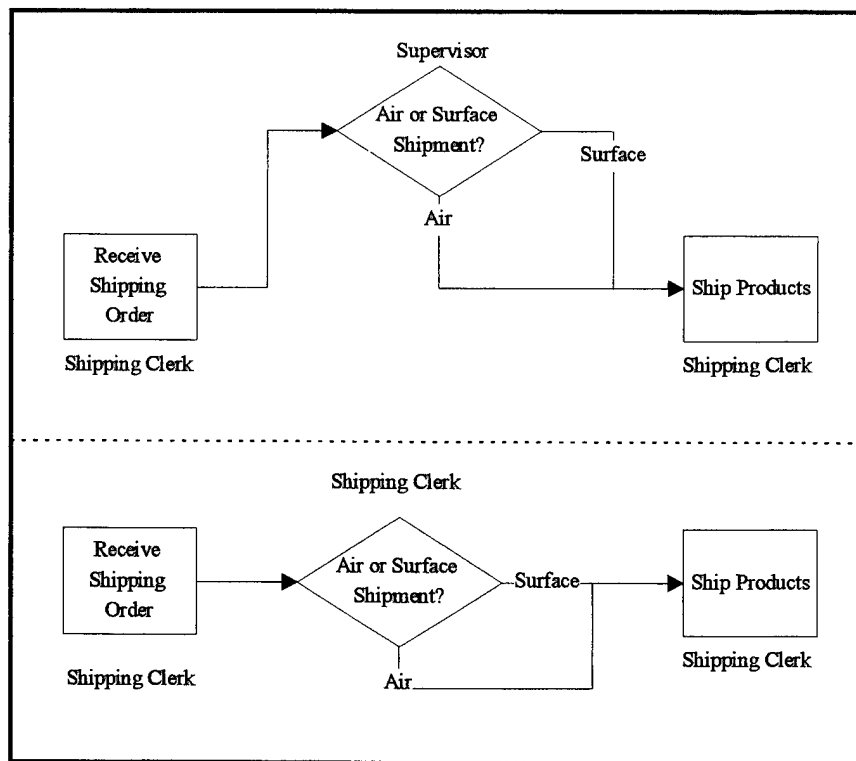 Supervisor
Air or Surface
Shipment?
Surface
Air
Receive
Shipping
Order
Ship Products
Shipping Clerk
Shipping Clerk
Shipping Clerk
Receive
Shipping
Order
Air or Surface
Shipment?
Surface
Ship Products
Air
Shipping Clerk
Shipping Clerk